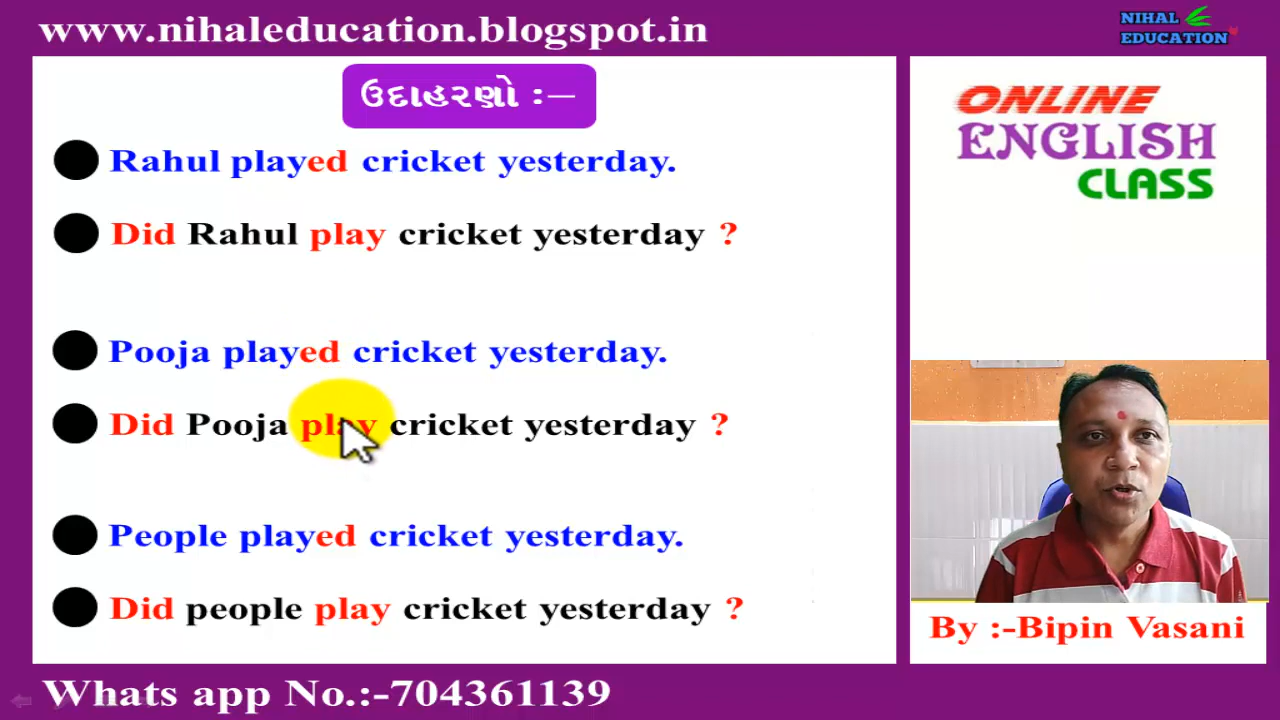 www.nihaleducation.blogspot.in
NIHAL
EDUCATION
ઉદાહરણો :–
Rahul played cricket yesterday.
Did Rahul play cricket yesterday ?
Pooja played cricket yesterday.
Did Pooja play cricket yesterday ?
People played cricket yesterday.
Did people play cricket yesterday ?
ONLINE
ENGLISH
CLASS
By :-Bipin Vasani
Whats app No.:-704361139